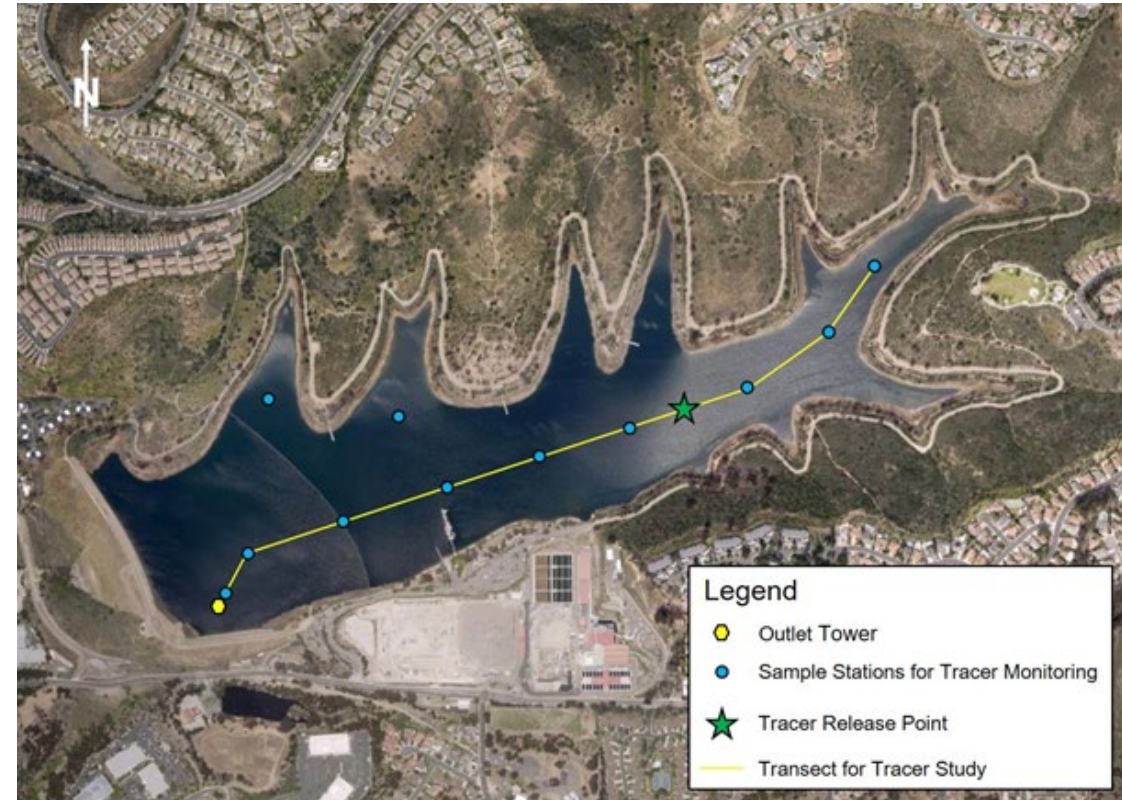 N
Legend
Outlet Tower
Sample Stations for Tracer Monitoring
Tracer Release Point
Transect for Tracer Study